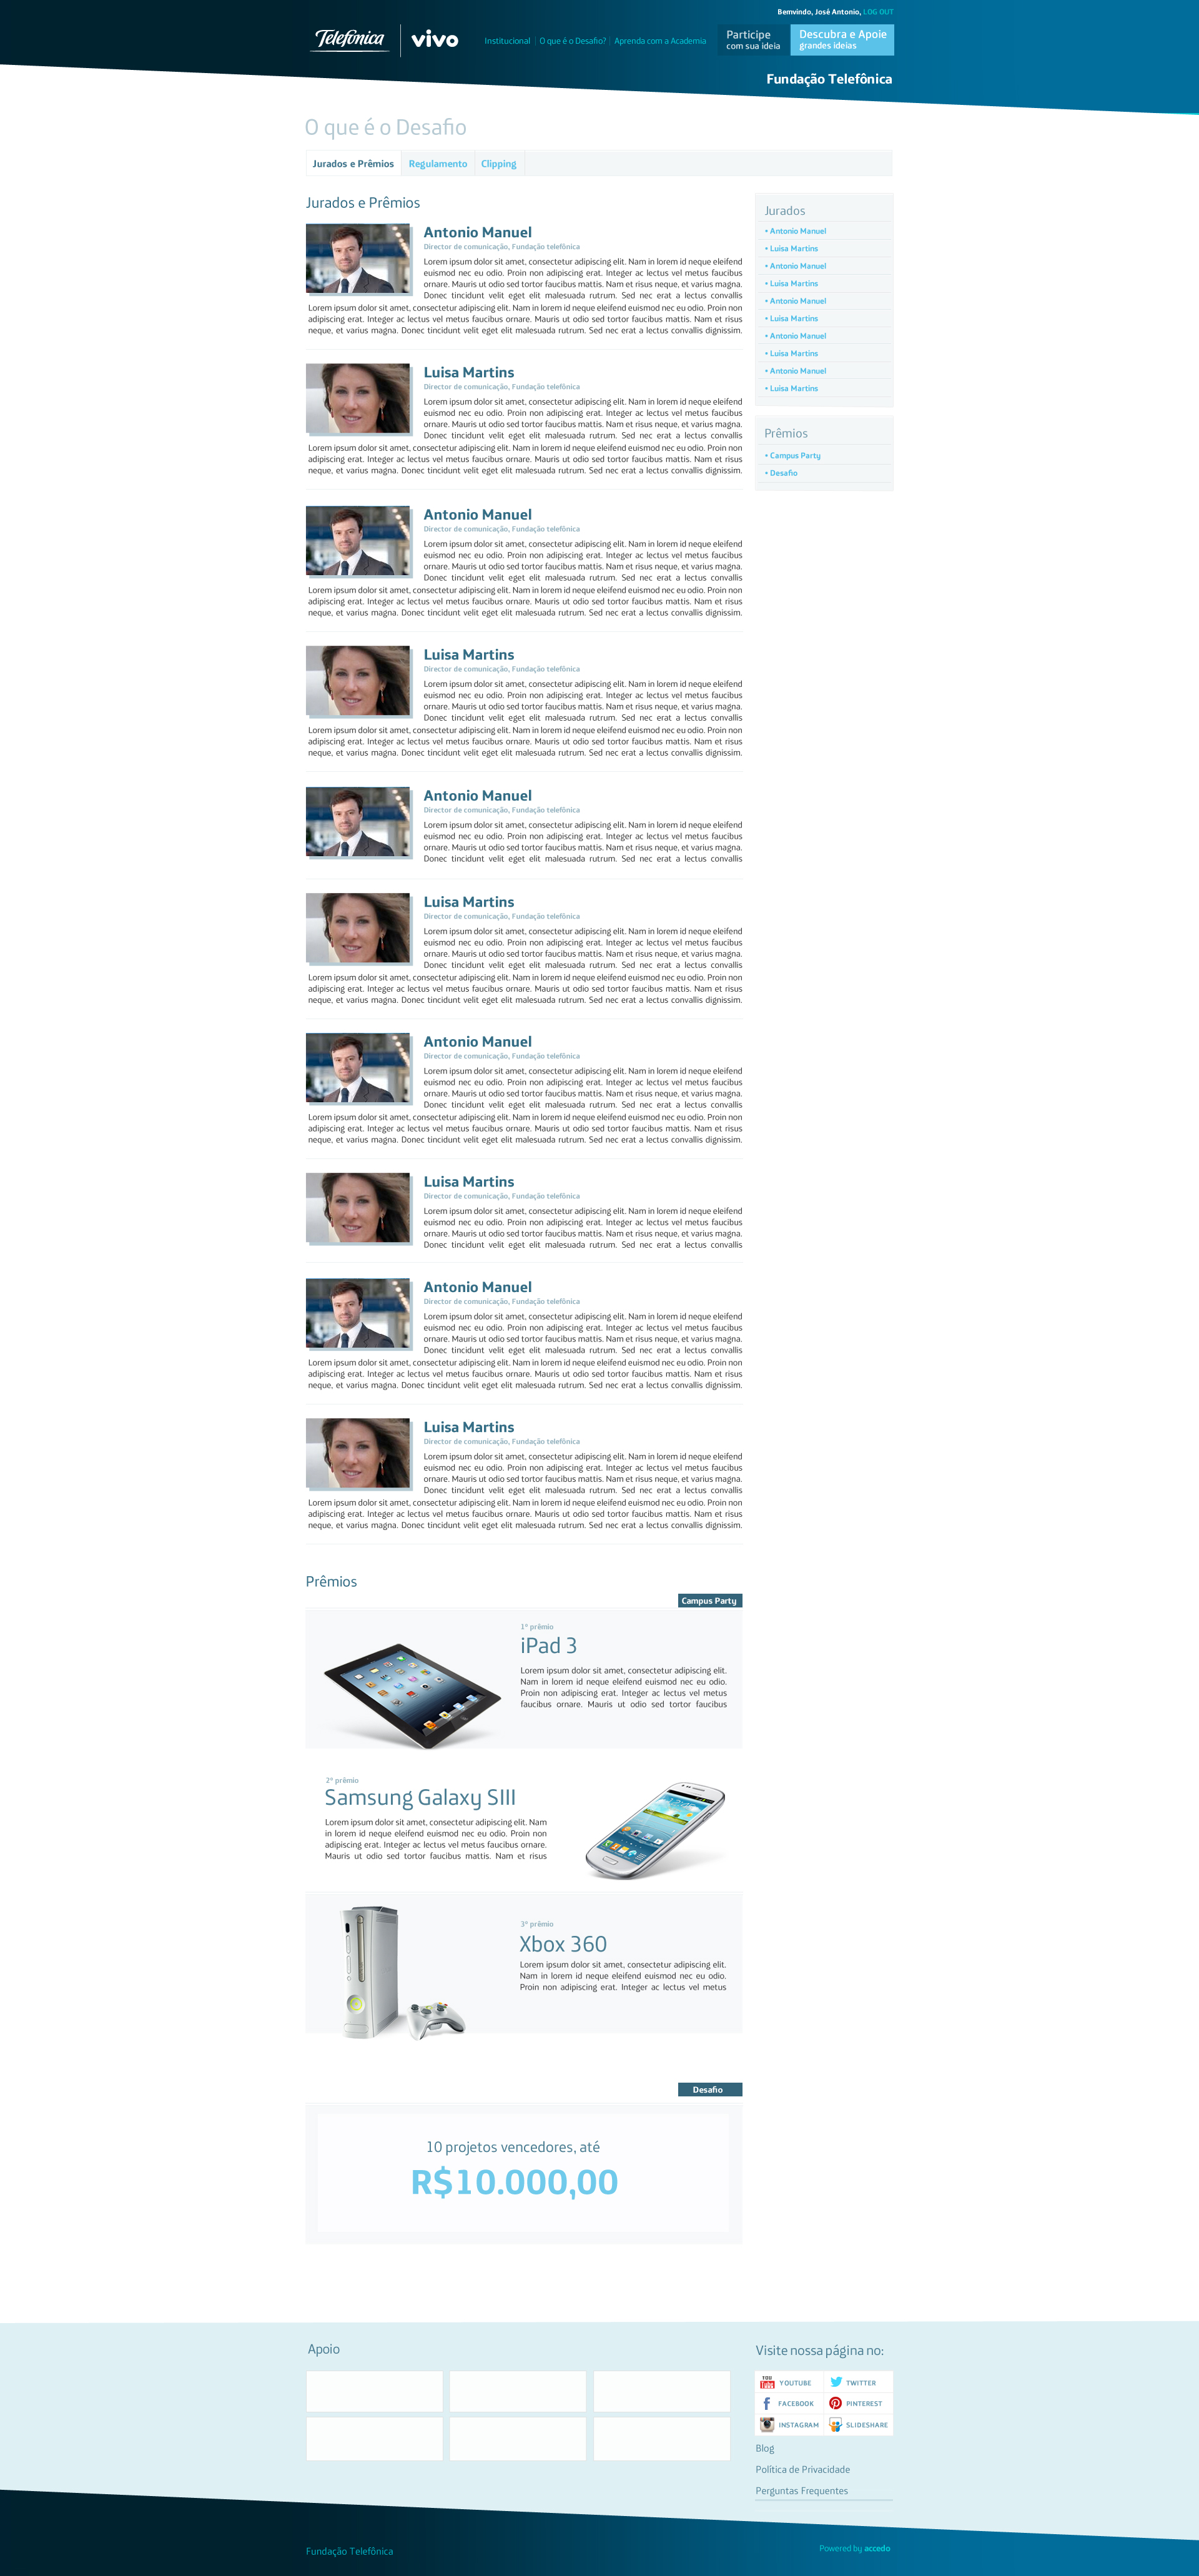 Bemvindo, José Antonio, LOG OUT
Telefónica
vivo
Institucional
O que é o Desafio?
Aprenda com a Academia
Participe
com sua ideia
Descubra e Apoie
grandes ideias
Fundação Telefônica
O que é o Desafio
Jurados e Prêmios
Regulamento
Clipping
Jurados e Prêmios
Antonio Manuel
Director de comunicação, Fundação telefônica
Lorem ipsum dolor sit amet, consectetur adipiscing elit. Nam in lorem id neque eleifend
euismod nec eu odio. Proin non adipiscing erat. Integer ac lectus vel metus faucibus
ornare. Mauris ut odio sed tortor faucibus mattis. Nam et risus neque, et varius magna.
Donec tincidunt velit eget elit malesuada rutrum. Sed nec erat a lectus convallis
Lorem ipsum dolor sit amet, consectetur adipiscing elit. Nam in lorem id neque eleifend euismod nec eu odio. Proin non
adipiscing erat. Integer ac lectus vel metus faucibus ornare. Mauris ut odio sed tortor faucibus mattis. Nam et risus
neque, et varius magna. Donec tincidunt velit eget elit malesuada rutrum. Sed nec erat a lectus convallis dignissim.
Luisa Martins
Director de comunicação, Fundação telefônica
Lorem ipsum dolor sit amet, consectetur adipiscing elit. Nam in lorem id neque eleifend
euismod nec eu odio. Proin non adipiscing erat. Integer ac lectus vel metus faucibus
ornare. Mauris ut odio sed tortor faucibus mattis. Nam et risus neque, et varius magna.
Donec tincidunt velit eget elit malesuada rutrum. Sed nec erat a lectus convallis
Lorem ipsum dolor sit amet, consectetur adipiscing elit. Nam in lorem id neque eleifend euismod nec eu odio. Proin non
adipiscing erat. Integer ac lectus vel metus faucibus ornare. Mauris ut odio sed tortor faucibus mattis. Nam et risus
neque, et varius magna. Donec tincidunt velit eget elit malesuada rutrum. Sed nec erat a lectus convallis dignissim.
Antonio Manuel
Director de comunicação, Fundação telefônica
Lorem ipsum dolor sit amet, consectetur adipiscing elit. Nam in lorem id neque eleifend
euismod nec eu odio. Proin non adipiscing erat. Integer ac lectus vel metus faucibus
ornare. Mauris ut odio sed tortor faucibus mattis. Nam et risus neque, et varius magna.
Donec tincidunt velit eget elit malesuada rutrum. Sed nec erat a lectus convallis
Lorem ipsum dolor sit amet, consectetur adipiscing elit. Nam in lorem id neque eleifend euismod nec eu odio. Proin non
adipiscing erat. Integer ac lectus vel metus faucibus ornare. Mauris ut odio sed tortor faucibus mattis. Nam et risus
neque, et varius magna. Donec tincidunt velit eget elit malesuada rutrum. Sed nec erat a lectus convallis dignissim.
Luisa Martins
Director de comunicação, Fundação telefônica
Lorem ipsum dolor sit amet, consectetur adipiscing elit. Nam in lorem id neque eleifend
euismod nec eu odio. Proin non adipiscing erat. Integer ac lectus vel metus faucibus
ornare. Mauris ut odio sed tortor faucibus mattis. Nam et risus neque, et varius magna.
Donec tincidunt velit eget elit malesuada rutrum. Sed nec erat a lectus convallis
Lorem ipsum dolor sit amet, consectetur adipiscing elit. Nam in lorem id neque eleifend euismod nec eu odio. Proin non
adipiscing erat. Integer ac lectus vel metus faucibus ornare. Mauris ut odio sed tortor faucibus mattis. Nam et risus
neque, et varius magna. Donec tincidunt velit eget elit malesuada rutrum. Sed nec erat a lectus convallis dignissim.
Antonio Manuel
Director de comunicação, Fundação telefônica
Lorem ipsum dolor sit amet, consectetur adipiscing elit. Nam in lorem id neque eleifend
euismod nec eu odio. Proin non adipiscing erat. Integer ac lectus vel metus faucibus
ornare. Mauris ut odio sed tortor faucibus mattis. Nam et risus neque, et varius magna.
Donec tincidunt velit eget elit malesuada rutrum. Sed nec erat a lectus convallis
Luisa Martins
Director de comunicação, Fundação telefônica
Lorem ipsum dolor sit amet, consectetur adipiscing elit. Nam in lorem id neque eleifend
euismod nec eu odio. Proin non adipiscing erat. Integer ac lectus vel metus faucibus
ornare. Mauris ut odio sed tortor faucibus mattis. Nam et risus neque, et varius magna.
Donec tincidunt velit eget elit malesuada rutrum. Sed nec erat a lectus convallis
Lorem ipsum dolor sit amet, consectetur adipiscing elit. Nam in lorem id neque eleifend euismod nec eu odio. Proin non
adipiscing erat. Integer ac lectus vel metus faucibus ornare. Mauris ut odio sed tortor faucibus mattis. Nam et risus
neque, et varius magna. Donec tincidunt velit eget elit malesuada rutrum. Sed nec erat a lectus convallis dignissim.
Antonio Manuel
Director de comunicação, Fundação telefônica
Lorem ipsum dolor sit amet, consectetur adipiscing elit. Nam in lorem id neque eleifend
euismod nec eu odio. Proin non adipiscing erat. Integer ac lectus vel metus faucibus
ornare. Mauris ut odio sed tortor faucibus mattis. Nam et risus neque, et varius magna.
Donec tincidunt velit eget elit malesuada rutrum. Sed nec erat a lectus convallis
Lorem ipsum dolor sit amet, consectetur adipiscing elit. Nam in lorem id neque eleifend euismod nec eu odio. Proin non
adipiscing erat. Integer ac lectus vel metus faucibus ornare. Mauris ut odio sed tortor faucibus mattis. Nam et risus
neque, et varius magna. Donec tincidunt velit eget elit malesuada rutrum. Sed nec erat a lectus convallis dignissim.
Luisa Martins
Director de comunicação, Fundação telefônica
Lorem ipsum dolor sit amet, consectetur adipiscing elit. Nam in lorem id neque eleifend
euismod nec eu odio. Proin non adipiscing erat. Integer ac lectus vel metus faucibus
ornare. Mauris ut odio sed tortor faucibus mattis. Nam et risus neque, et varius magna.
Donec tincidunt velit eget elit malesuada rutrum. Sed nec erat a lectus convallis
Antonio Manuel
Director de comunicação, Fundação telefônica
Lorem ipsum dolor sit amet, consectetur adipiscing elit. Nam in lorem id neque eleifend
euismod nec eu odio. Proin non adipiscing erat. Integer ac lectus vel metus faucibus
ornare. Mauris ut odio sed tortor faucibus mattis. Nam et risus neque, et varius magna.
Donec tincidunt velit eget elit malesuada rutrum. Sed nec erat a lectus convallis
Lorem ipsum dolor sit amet, consectetur adipiscing elit. Nam in lorem id neque eleifend euismod nec eu odio. Proin non
adipiscing erat. Integer ac lectus vel metus faucibus ornare. Mauris ut odio sed tortor faucibus mattis. Nam et risus
neque, et varius magna. Donec tincidunt velit eget elit malesuada rutrum. Sed nec erat a lectus convallis dignissim.
Luisa Martins
Director de comunicação, Fundação telefônica
Lorem ipsum dolor sit amet, consectetur adipiscing elit. Nam in lorem id neque eleifend
euismod nec eu odio. Proin non adipiscing erat. Integer ac lectus vel metus faucibus
ornare. Mauris ut odio sed tortor faucibus mattis. Nam et risus neque, et varius magna.
Donec tincidunt velit eget elit malesuada rutrum. Sed nec erat a lectus convallis
Lorem ipsum dolor sit amet, consectetur adipiscing elit. Nam in lorem id neque eleifend euismod nec eu odio. Proin non
adipiscing erat. Integer ac lectus vel metus faucibus ornare. Mauris ut odio sed tortor faucibus mattis. Nam et risus
neque, et varius magna. Donec tincidunt velit eget elit malesuada rutrum. Sed nec erat a lectus convallis dignissim.
Jurados
• Antonio Manuel
• Luisa Martins
• Antonio Manuel
• Luisa Martins
• Antonio Manuel
• Luisa Martins
• Antonio Manuel
• Luisa Martins
• Antonio Manuel
• Luisa Martins
Prêmios
• Campus Party
• Desafio
Prêmios
Campus Party
1º prêmio
iPad 3
Lorem ipsum dolor sit amet, consectetur adipiscing elit.
Nam in lorem id neque eleifend euismod nec eu odio.
Proin non adipiscing erat. Integer ac lectus vel metus
faucibus ornare. Mauris ut odio sed tortor faucibus
2º prêmio
Samsung Galaxy SIII
Lorem ipsum dolor sit amet, consectetur adipiscing elit. Nam
in lorem id neque eleifend euismod nec eu odio. Proin non
adipiscing erat. Integer ac lectus vel metus faucibus ornare.
Mauris ut odio sed tortor faucibus mattis. Nam et risus
3º prêmio
Xbox 360
Lorem ipsum dolor sit amet, consectetur adipiscing elit.
Nam in lorem id neque eleifend euismod nec eu odio.
Proin non adipiscing erat. Integer ac lectus vel metus
Desafio
10 projetos vencedores, até
R$10.000,00
Apoio
Visite nossa página no:
You Tube YOUTUBE
TWITTER
FACEBOOK
PINTEREST
INSTAGRAM
SLIDESHARE
Blog
Política de Privacidade
Perguntas Frequentes
Fundação Telefônica
Powered by accedo